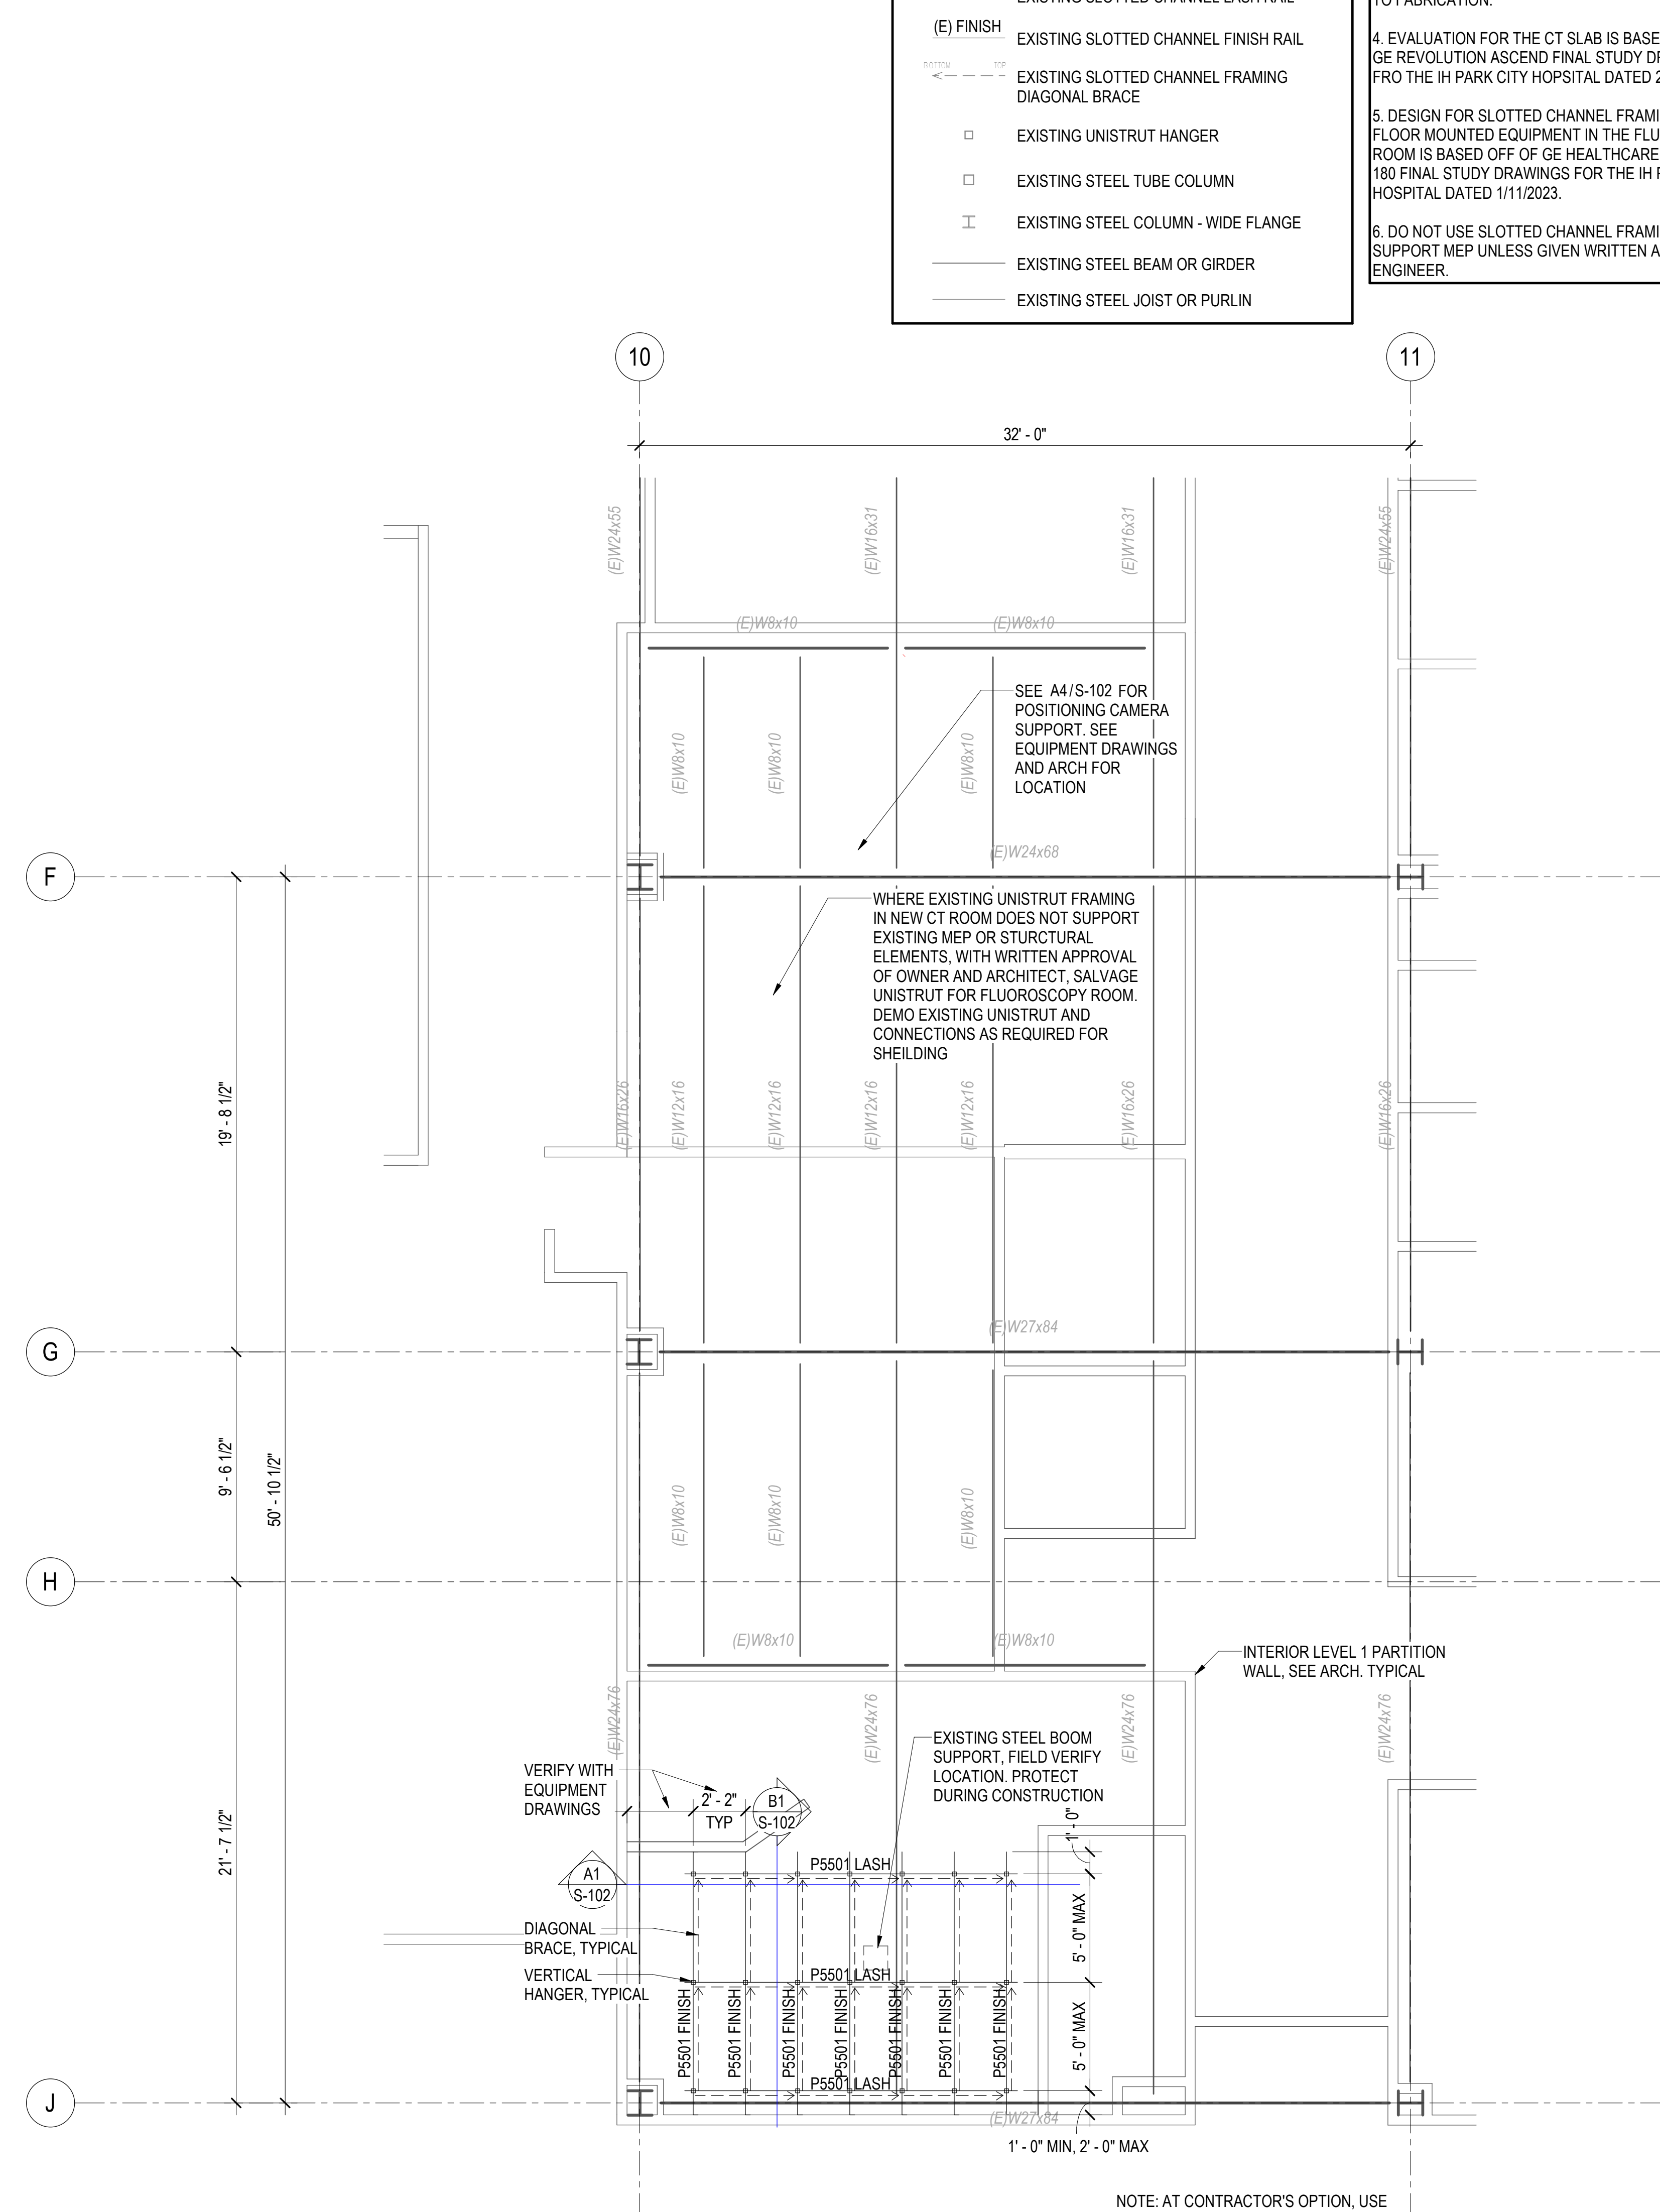 (E) FINISH
EXISTING SLOTTED CHANNEL FINISH RAIL
BOTTOM TOP
EXISTING SLOTTED CHANNEL FRAMING
DIAGONAL BRACE
EXISTING UNISTRUT HANGER
EXISTING STEEL TUBE COLUMN
EXISTING STEEL COLUMN - WIDE FLANGE
EXISTING STEEL BEAM OR GIRDER
EXISTING STEEL JOIST OR PURLIN
TO FABRICATION.
4. EVALUATION FOR THE CT SLAB IS BASE
GE REVOLUTION ASCEND FINAL STUDY
FRO THE IH PARK CITY HOPSITAL DATED 2
5. DESIGN FOR SLOTTED CHANNEL FRAMI
FLOOR MOUNTED EQUIPMENT IN THE FLU
ROOM IS BASED OFF OF GE HEALTHCARE
180 FINAL STUDY DRAWINGS FOR THE IH
HOSPITAL DATED 1/11/2023.
6. DO NOT USE SLOTTED CHANNEL FRAMI
SUPPORT MEP UNLESS GIVEN WRITTEN A
ENGINEER.
10
11
32' - 0"
(E)W24x55
(E)W16x31
(E)W16x31
(E)W24x55
(E)W8x10
(E)W8x10
SEE A4/S-102 FOR
POSITIONING CAMERA
SUPPORT. SEE
EQUIPMENT DRAWINGS
AND ARCH FOR
LOCATION
(E)W8x10
(E)W8x10
(E)W8x10
(E)W24x68
F
WHERE EXISTING UNISTRUT FRAMING
IN NEW CT ROOM DOES NOT SUPPORT
EXISTING MEP OR STURCTURAL
ELEMENTS, WITH WRITTEN APPROVAL
OF OWNER AND ARCHITECT, SALVAGE
UNISTRUT FOR FLUOROSCOPY ROOM.
DEMO EXISTING UNISTRUT AND
CONNECTIONS AS REQUIRED FOR
SHEILDING
19' - 8 1/2"
(E)W16x26
(E)W12x16
(E)W12x16
(E)W12x16
(E)W12x16
(E)W16x26
(E)W16x26
(E)W27x84
G
9' - 6 1/2"
50' - 10 1/2"
(E)W8x10
(E)W8x10
(E)W8x10
H
(E)W8x10
(E)W8x10
INTERIOR LEVEL 1 PARTITION
WALL, SEE ARCH. TYPICAL
(E)W24x76
(E)W24x76
(E)W24x76
(E)W24x76
EXISTING STEEL BOOM
SUPPORT, FIELD VERIFY
LOCATION. PROTECT
DURING CONSTRUCTION
VERIFY WITH
EQUIPMENT
DRAWINGS
2' - 2"
TYP
B1
S-102
1' - 0"
21' - 7 1/2"
P5501 LASH
A1
S-102
5' - 0" MAX
DIAGONAL
BRACE, TYPICAL
VERTICAL
HANGER, TYPICAL
P5501 LASH
P5501 FINISH
P5501 FINISH
P5501 FINISH
P5501 FINISH
P5501 FINISH
P5501 FINISH
P5501 FINISH
5' - 0" MAX
P5501 LASH
J
(E)W27x84
1' - 0" MIN, 2' - 0" MAX
NOTE: AT CONTRACTOR'S OPTION, USE